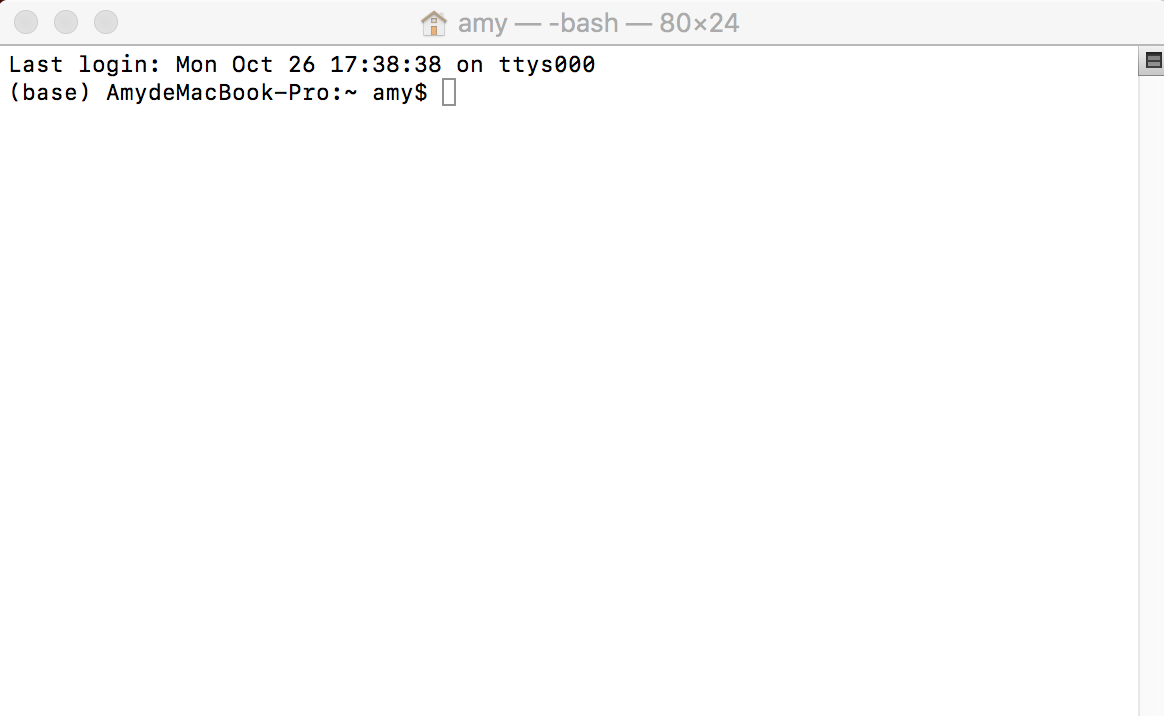 amy — -bash — 80×24
Last login: Mon Oct 26 17:38:38 on ttys000
(base) AmydeMacBook-Pro:~ amy$